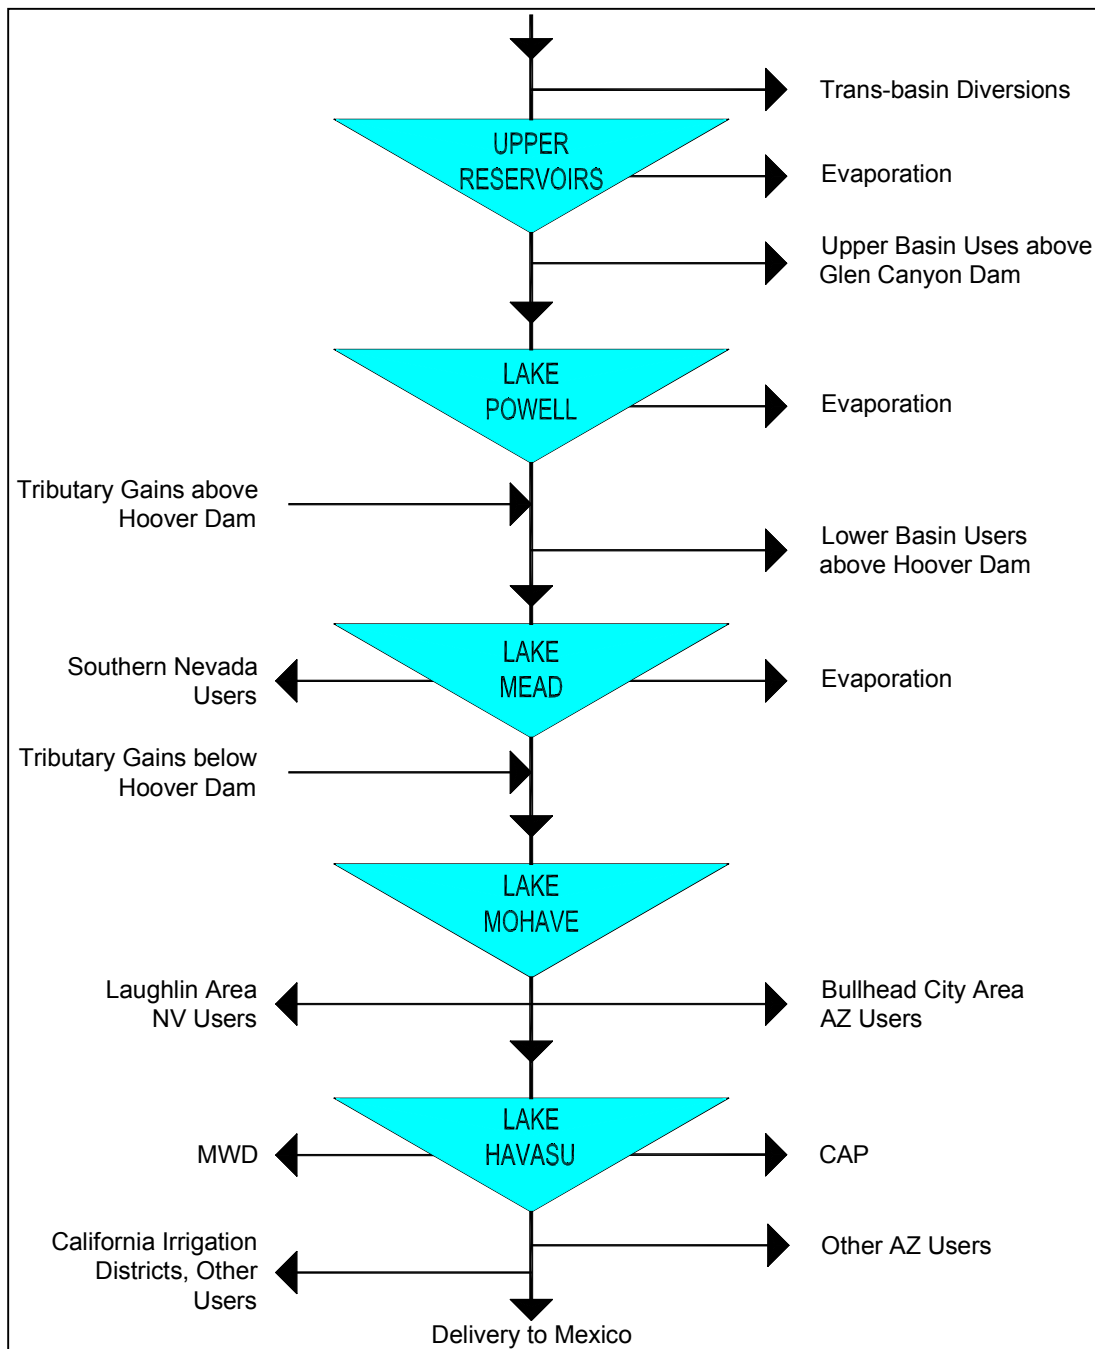 Trans-basin Diversions
UPPER
RESERVOIRS
Evaporation
Upper Basin Uses above
Glen Canyon Dam
LAKE
POWELL
Evaporation
Tributary Gains above
Hoover Dam
Lower Basin Users
above Hoover Dam
LAKE
MEAD
Southern Nevada
Users
Evaporation
Tributary Gains below
Hoover Dam
LAKE
MOHAVE
Laughlin Area
NV Users
Bullhead City Area
AZ Users
LAKE
HAVASU
MWD
CAP
California Irrigation
Districts, Other
Users
Other AZ Users
Delivery to Mexico